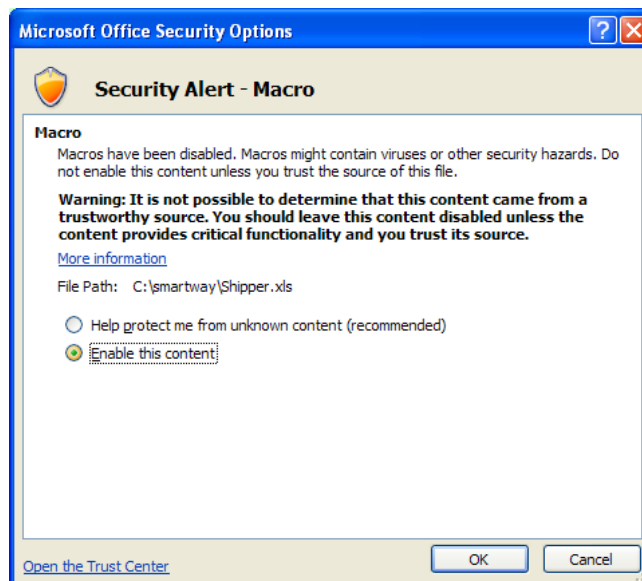 Microsoft Office Security Options
Security Alert - Macro
Macro
Macros have been disabled. Macros might contain viruses or other security hazards. Do
not enable this content unless you trust the source of this file.
Warning: It is not possible to determine that this content came from a
trustworthy source. You should leave this content disabled unless the
content provides critical functionality and you trust its source.
More information
File Path: C:\smartway\Shipper.xls
Help protect me from unknown content (recommended)
Enable this content
Open the Trust Center
OK
Cancel